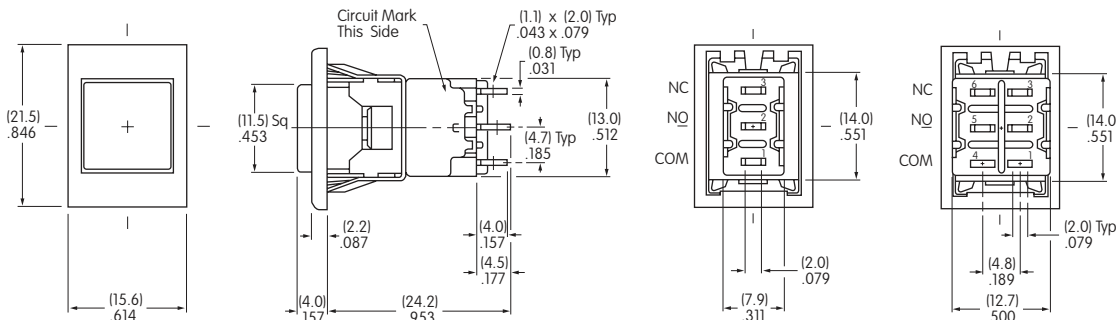 (21.5)
.846
(15.6)
.614
(11.5) Sq
.453
Circuit Mark
This Side
(1.1) x (2.0) Typ
.043 x .079
(0.8) Typ
.031
(13.0)
.512
(4.7) Typ
.185
(2.2)
.087
(4.0)
.157
(4.5)
.177
(4.0)
.157
(24.2)
.953
NC
NO
COM
3
2
1
(14.0)
.551
(2.0)
.079
(7.9)
.311
NC
NO
COM
6
3
5
2
4
1
(14.0
.551
(2.0) Typ
.079
(4.8)
.189
(12.7)
.500